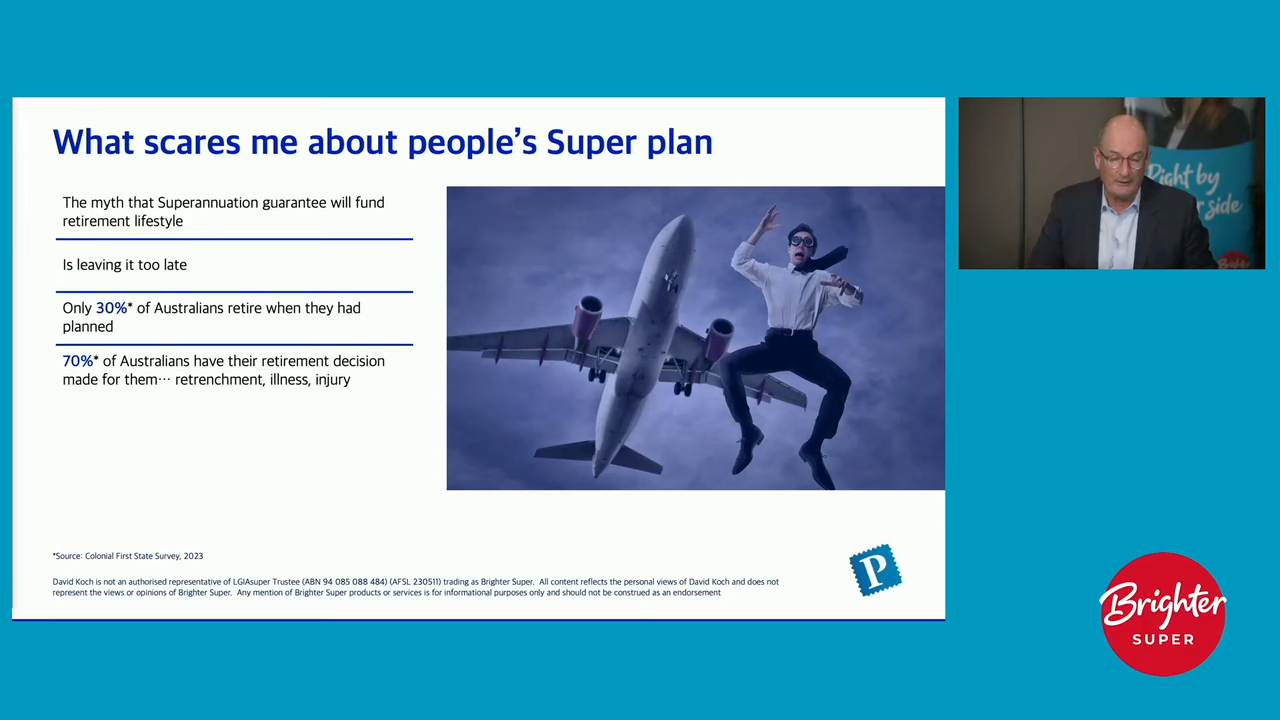 What scares me about people's Super plan
The myth that Superannuation guarantee will fund
retirement lifestyle
Is leaving it too late
Only 30%* of Australians retire when they had
planned
70%* of Australians have their retirement decision
made for them··· retrenchment, illness, injury
*Source: Colonial First State Survey, 2023
David Koch is not an authorised representative of LGIAsuper Trustee (ABN 94 085 088 484) (AFSL 230511) trading as Brighter Super.  All content reflects the personal views of David Koch and does not
represent the views or opinions of Brighter Super.  Any mention of Brighter Super products or services is for informational purposes only and should not be construed as an endorsement
P
Right by
side
Brighter
SUPER